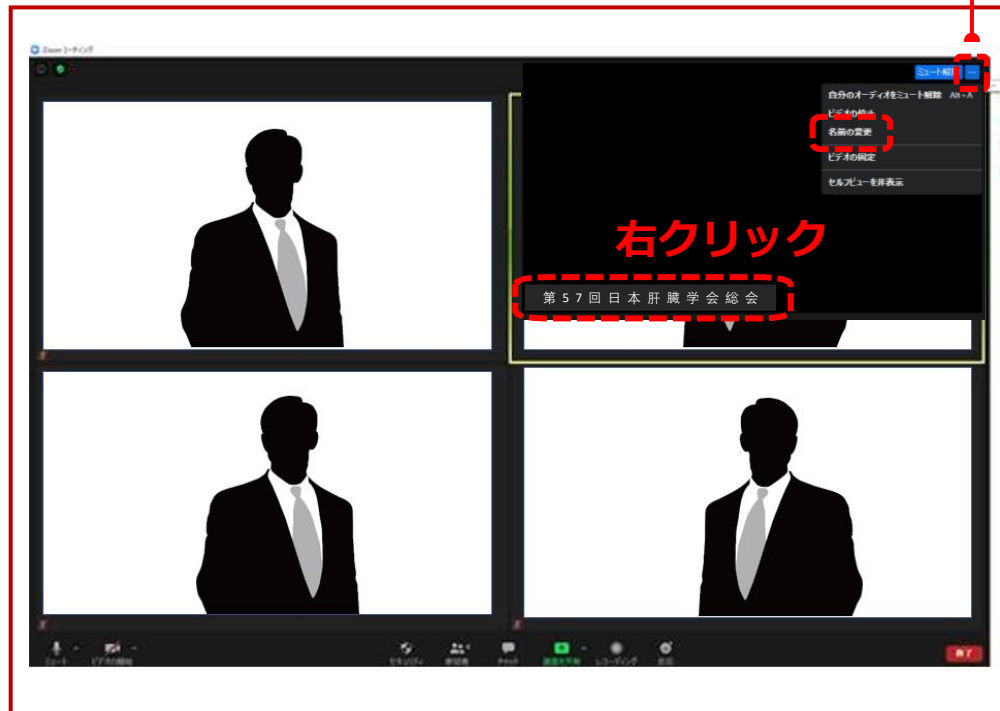 Zoom ミーティング
ミュート解除 …
自分のオーディオをミュート解除 Alt+A
ビデオの停止
名前の変更
ビデオの固定
セルフビューを非表示
右クリック
第57回日本肝臓学会総会
ミュート ビデオの開始 セキュリティ 参加者 チャット 画面を共有 レコーディング 反応 終了